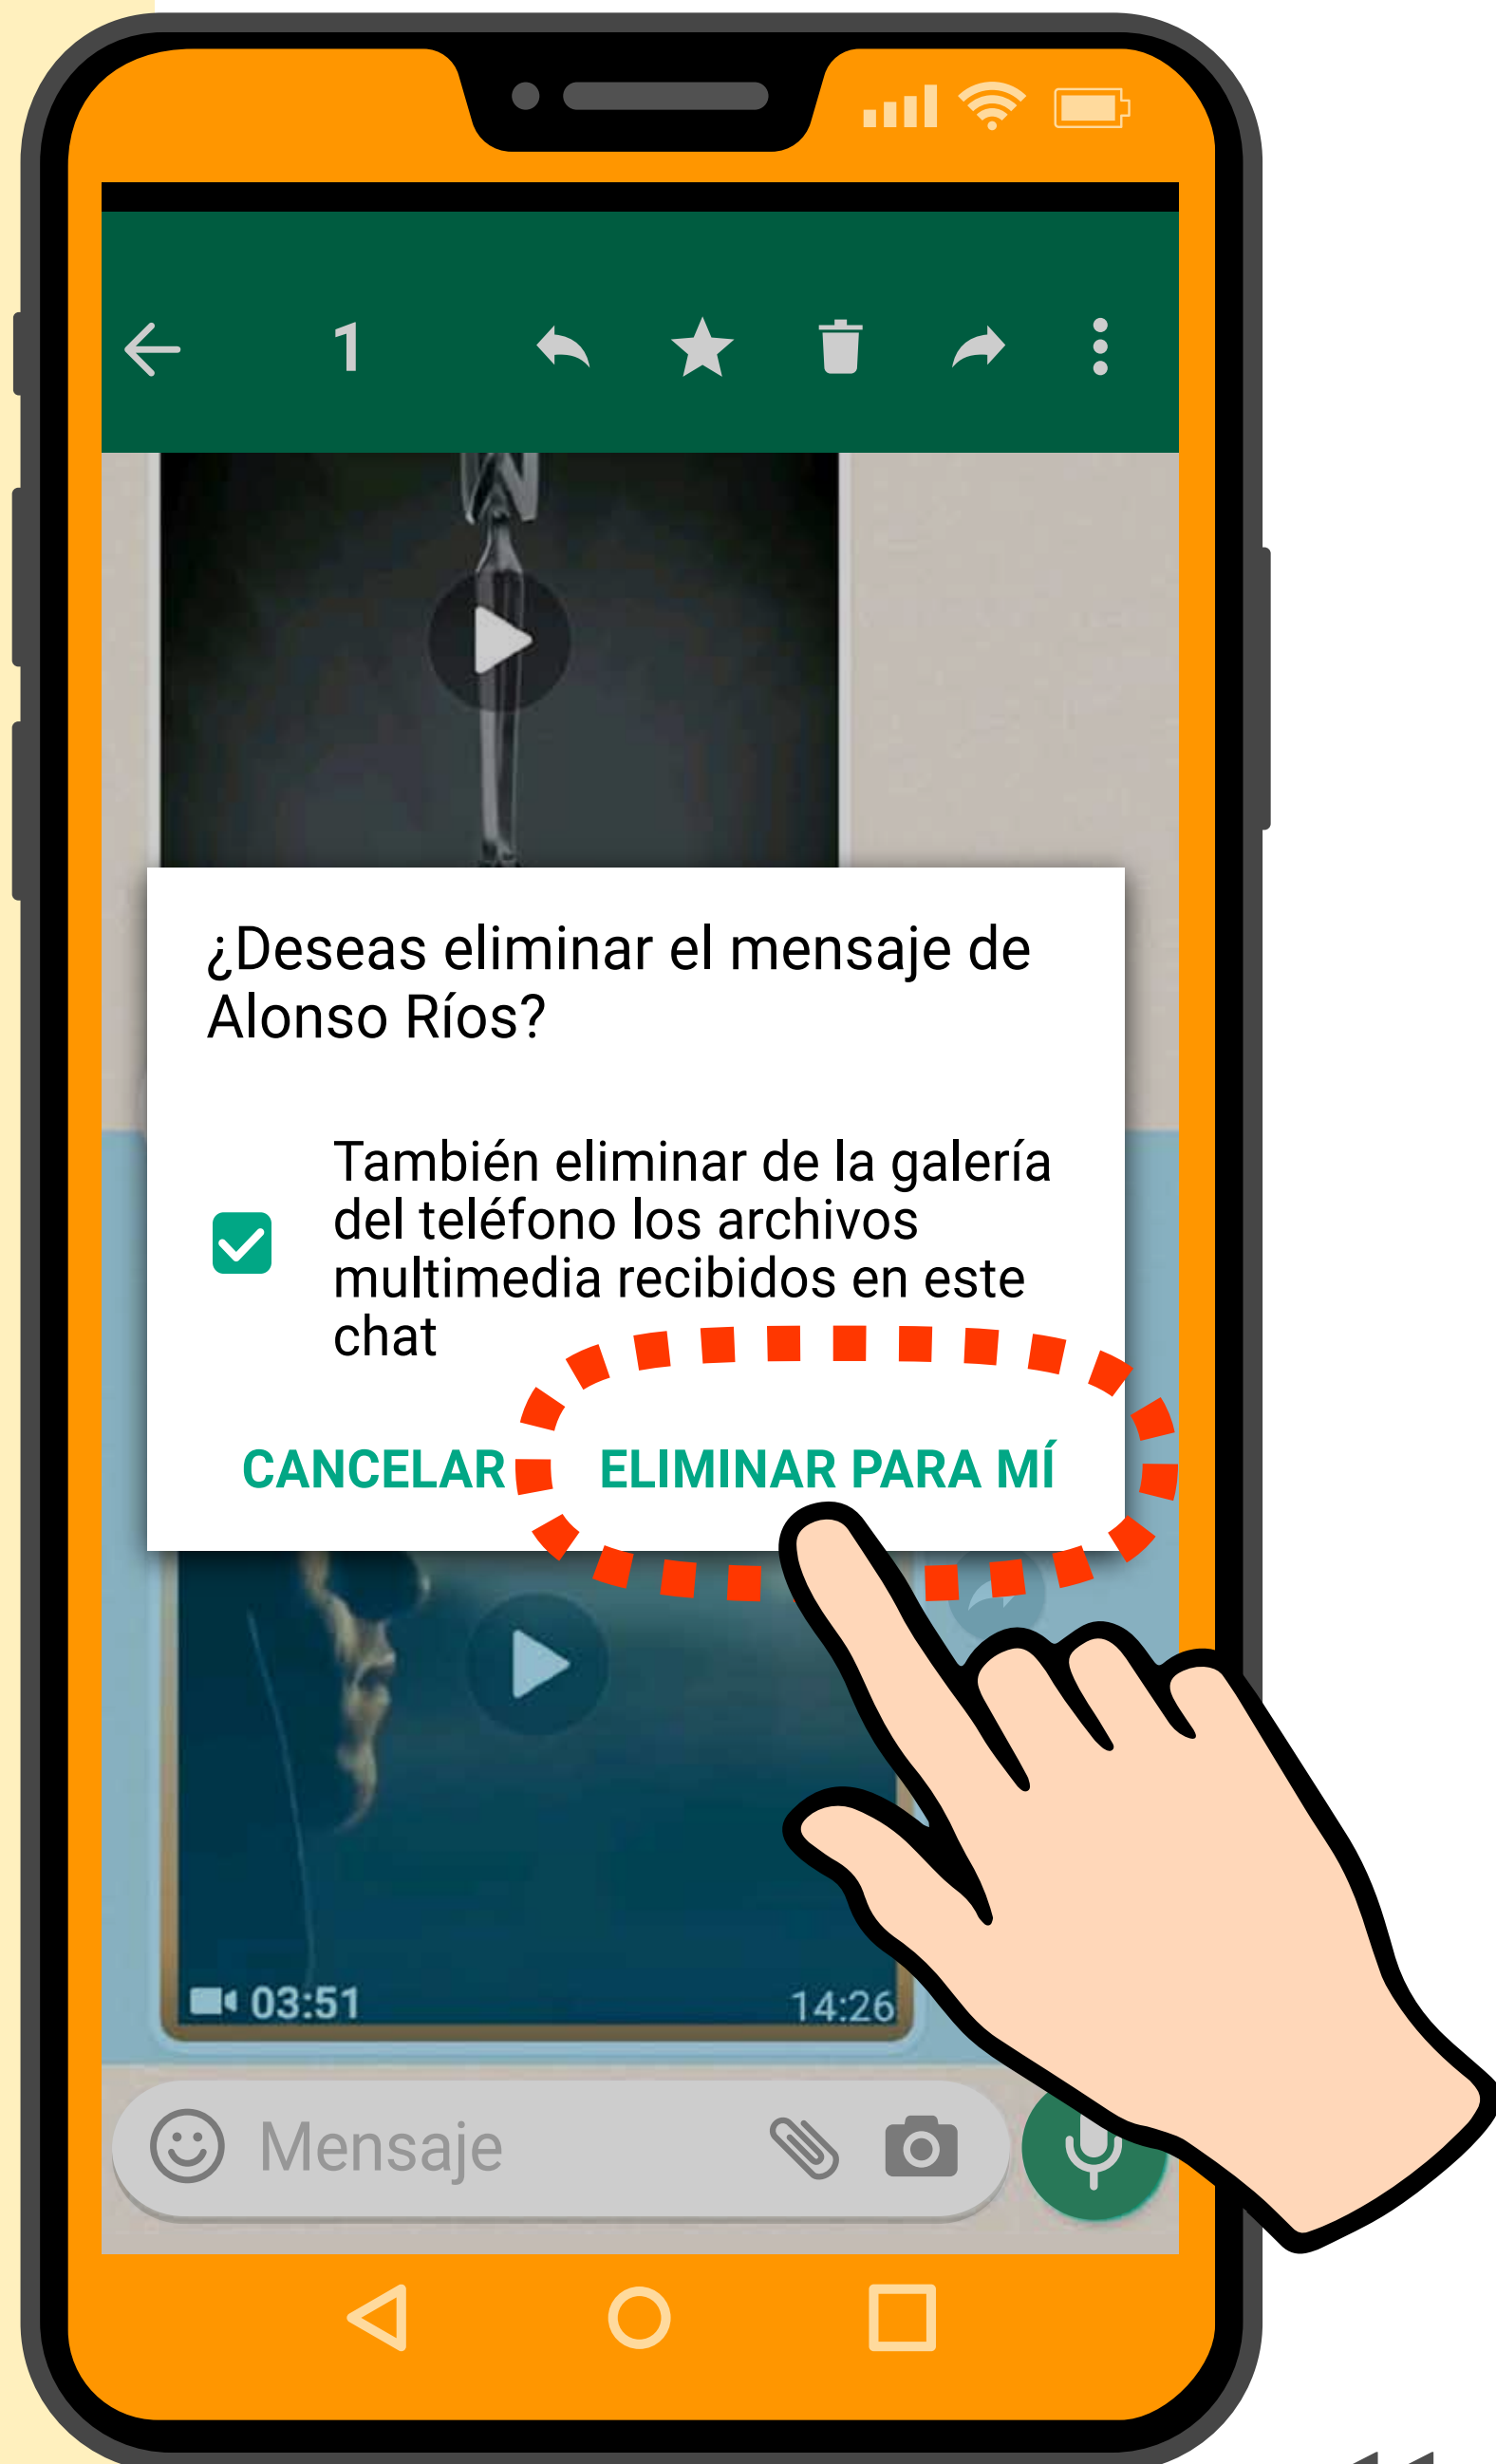 1
¿Deseas eliminar el mensaje de
Alonso Ríos?
También eliminar de la galería
del teléfono los archivos
multimedia recibidos en este
chat
CANCELAR ELIMINAR PARA MÍ
03:51 14:26
Mensaje